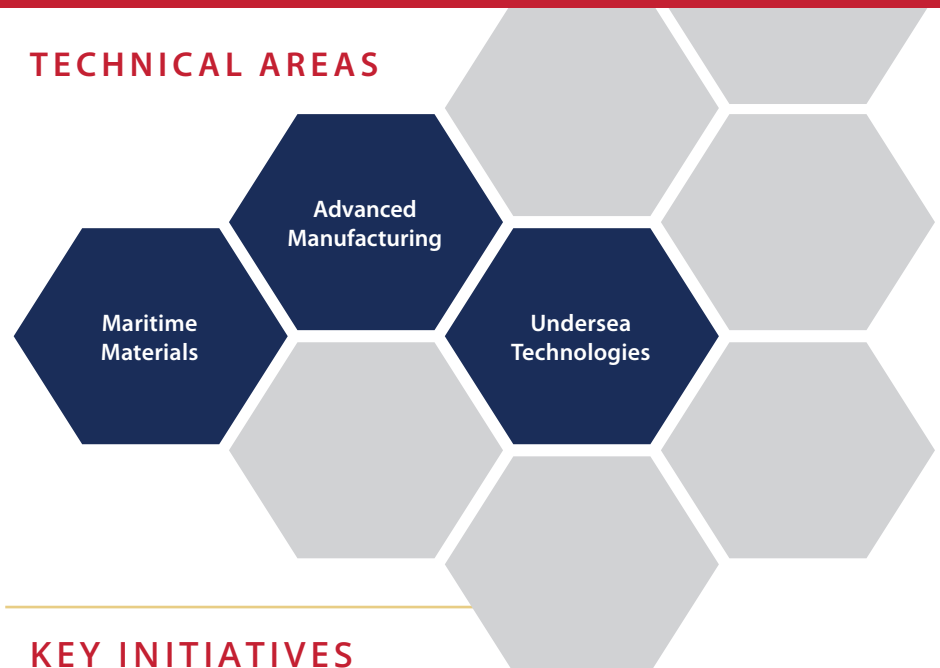 TECHNICAL AREAS
Advanced
Manufacturing
Maritime
Materials
Undersea
Technologies
KEY INITIATIVES